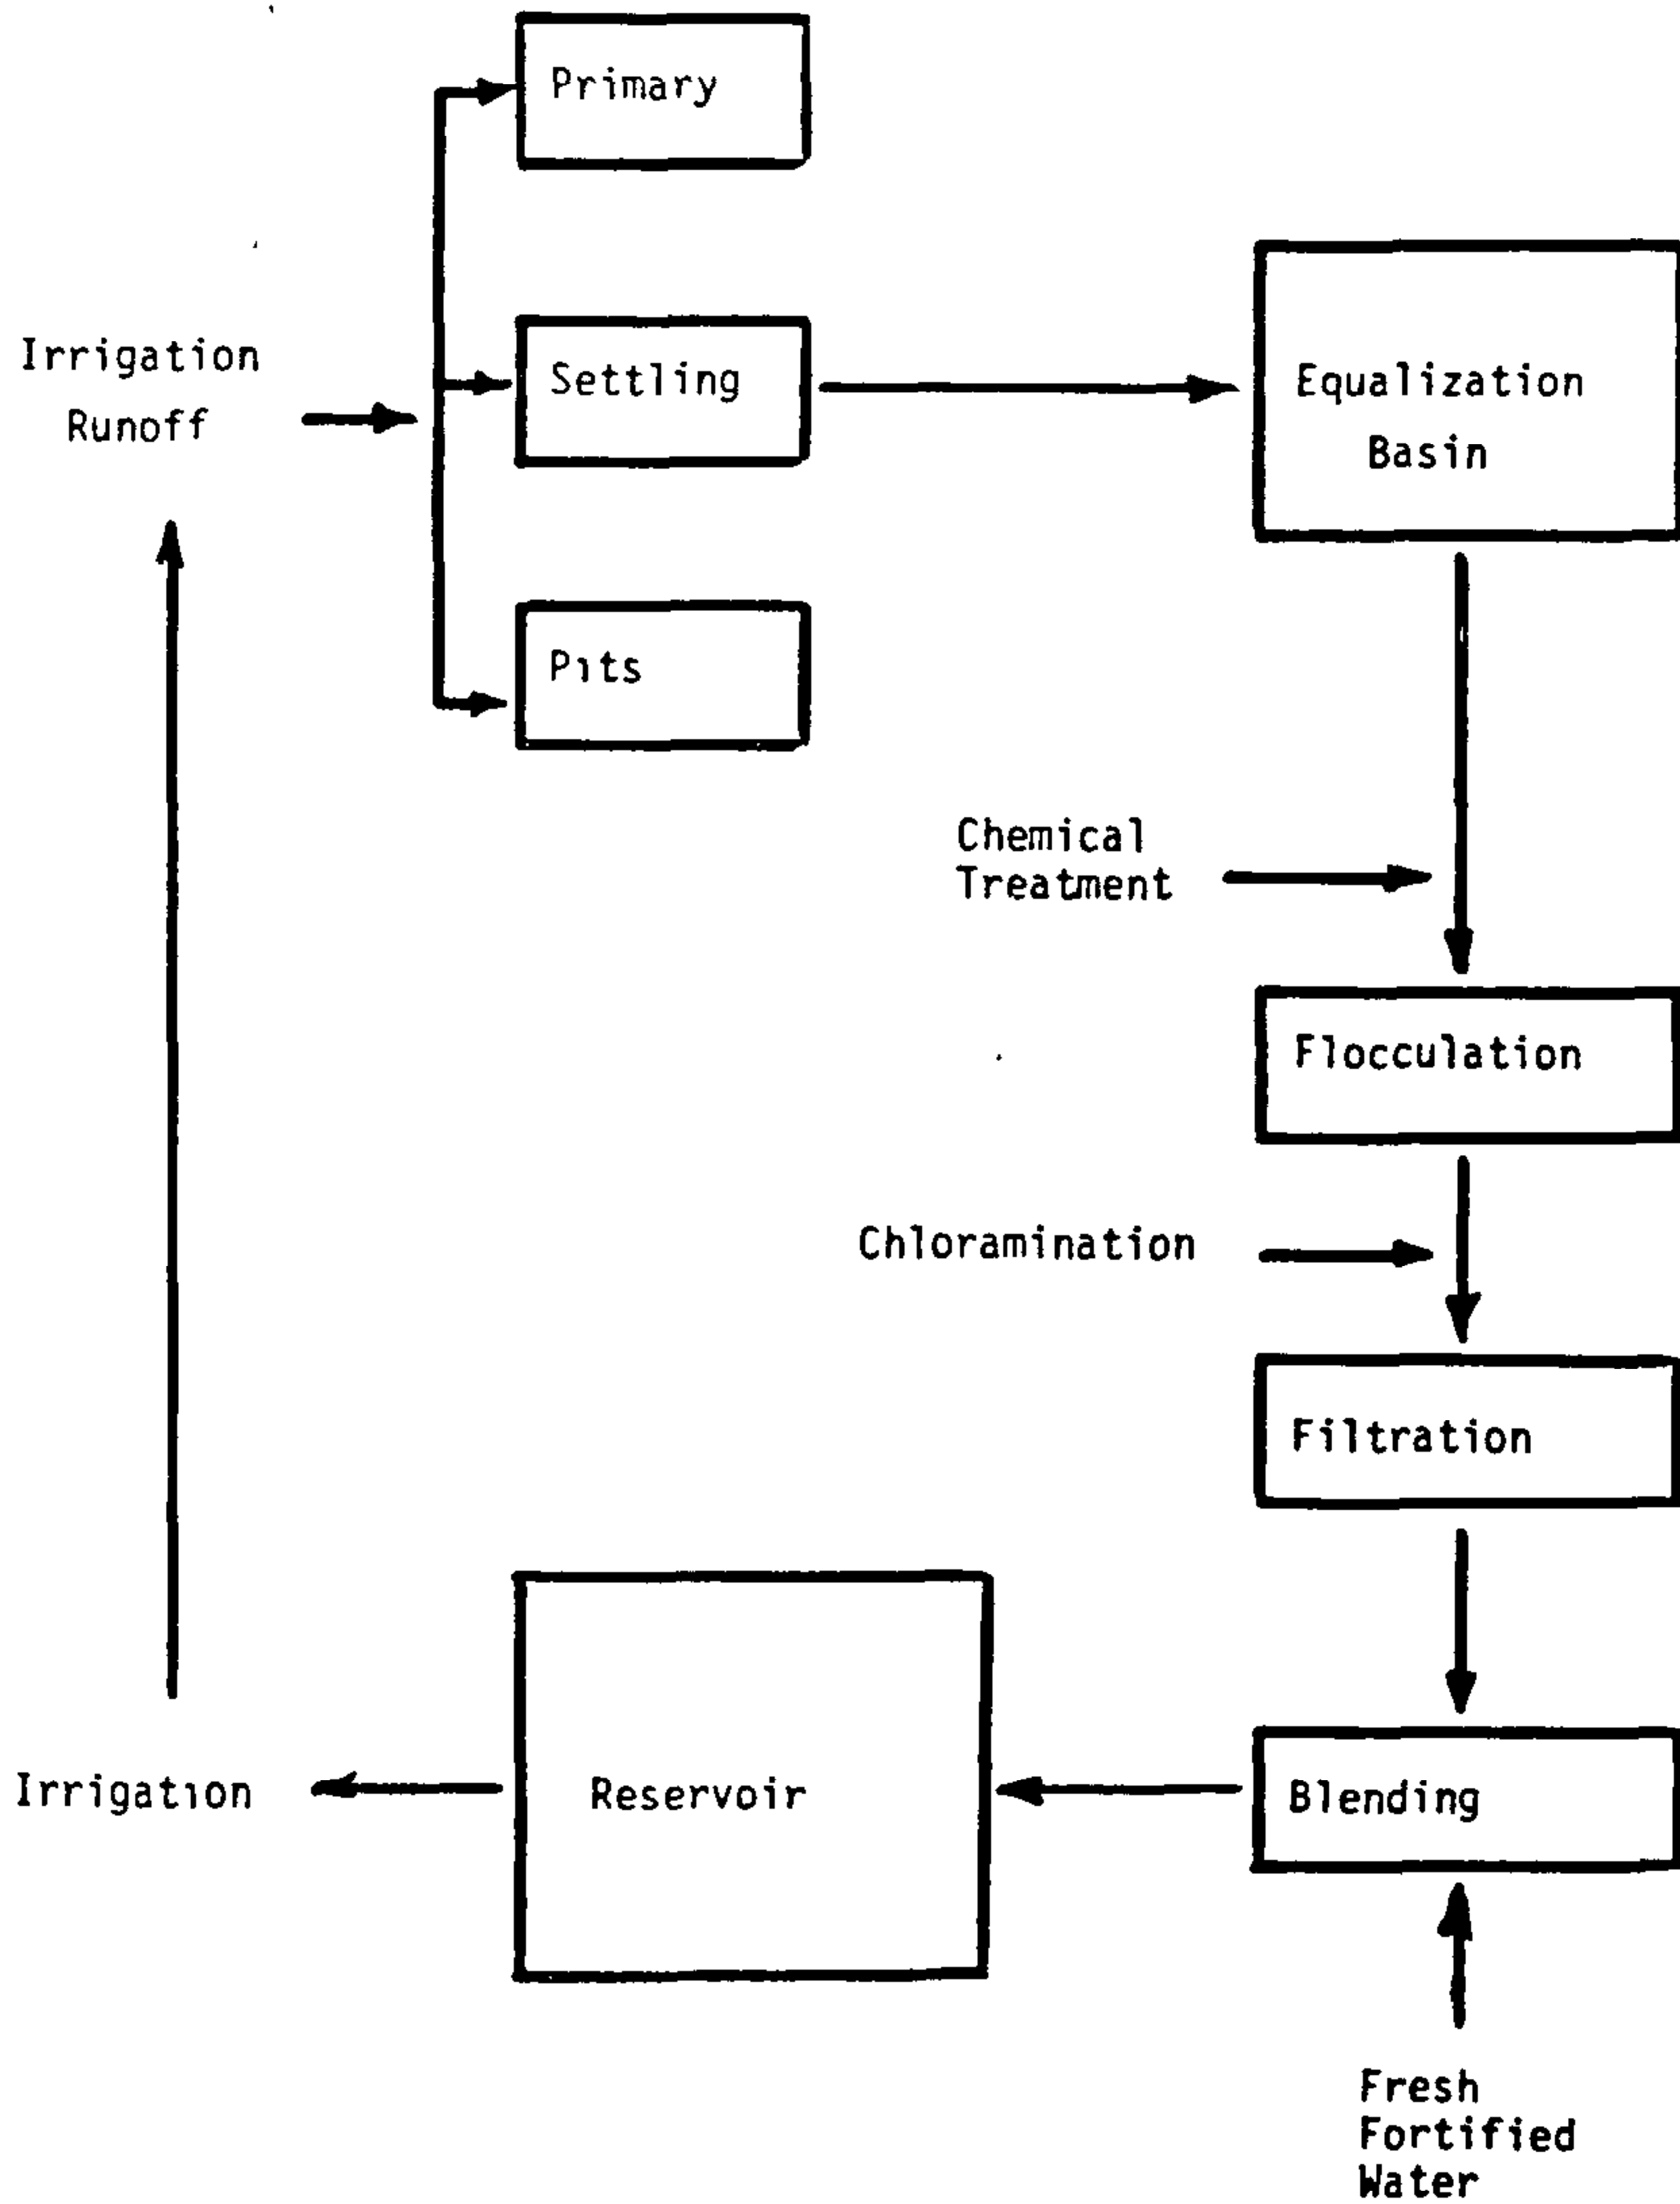 Primary
Irrigation
Runoff
Settling
Equalization
Basin
Pits
Chemical
Treatment
Flocculation
Chloramination
Filtration
Irrigation
Reservoir
Blending
Fresh
Fortified
Water